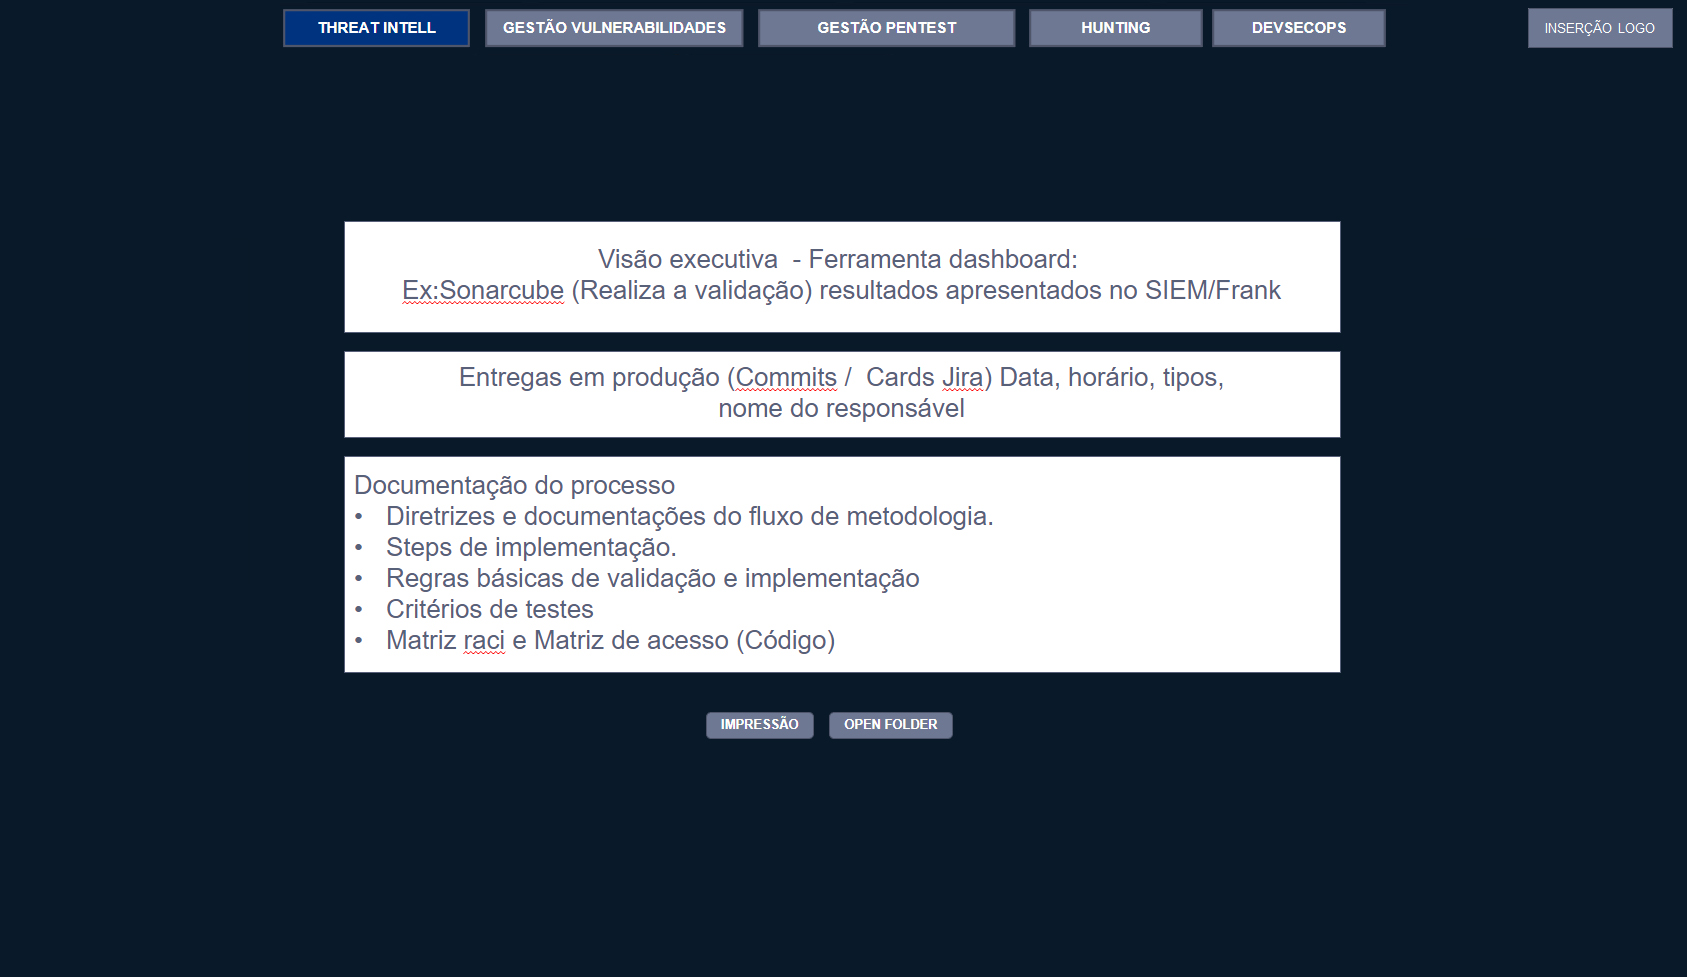 THREAT INTELL
GESTÃO VULNERABILIDADES
GESTÃO PENTEST
HUNTING
DEVSECOPS
INSERÇÃO LOGO
Visão executiva - Ferramenta dashboard:
Ex:Sonarcube (Realiza a validação) resultados apresentados no SIEM/Frank
Entregas em produção (Commits / Cards Jira) Data, horário, tipos,
nome do responsável
Documentação do processo
• Diretrizes e documentações do fluxo de metodologia.
• Steps de implementação.
• Regras básicas de validação e implementação
• Critérios de testes
• Matriz raci e Matriz de acesso (Código)
IMPRESSÃO
OPEN FOLDER